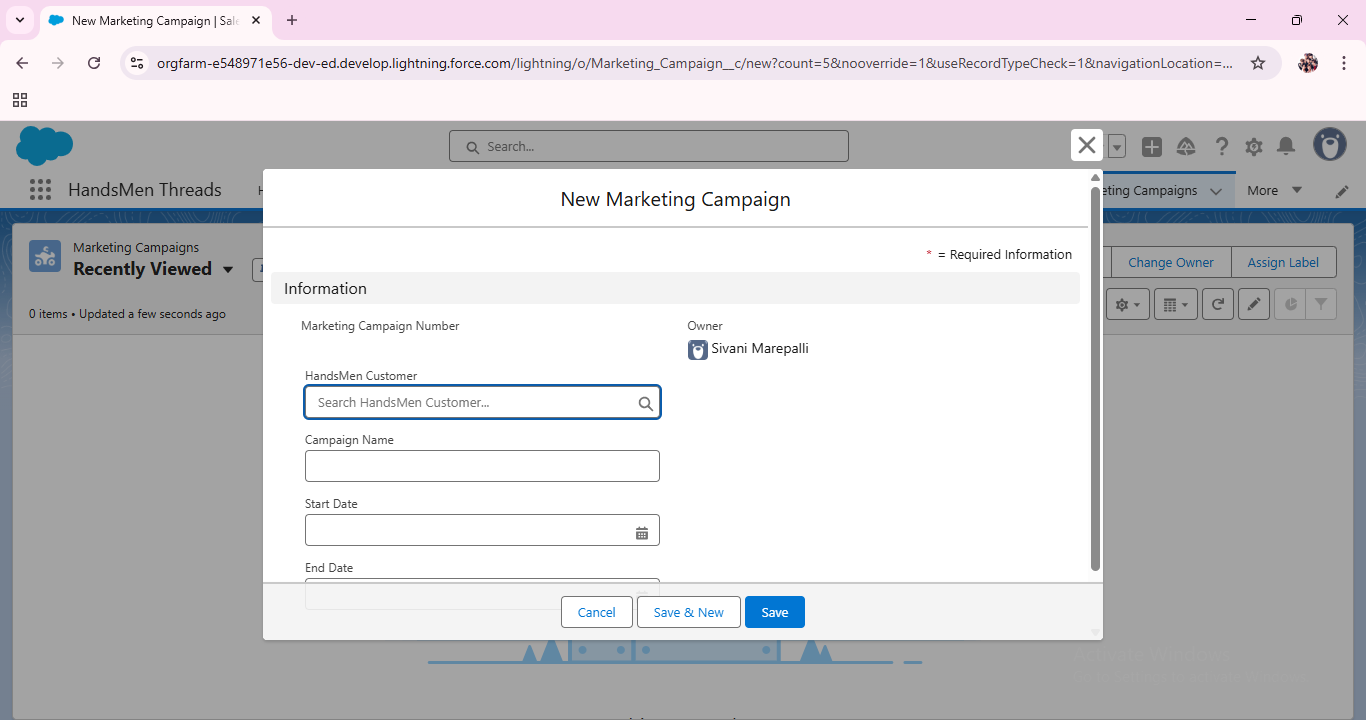 New Marketing Campaign | Sale
orgfarm-e548971e56-dev-ed.develop.lightning.force.com/lightning/o/Marketing_Campaign__c/new?count=5&nooverride=1&useRecordTypeCheck=1&navigationLocation=...
Search...
HandsMen Threads
eting Campaigns
More
New Marketing Campaign
Marketing Campaigns
Recently Viewed
Change Owner
Assign Label
0 items • Updated a few seconds ago
* = Required Information
Information
Marketing Campaign Number
Owner
Sivani Marepalli
HandsMen Customer
Search HandsMen Customer...
Campaign Name
Start Date
End Date
Cancel
Save & New
Save